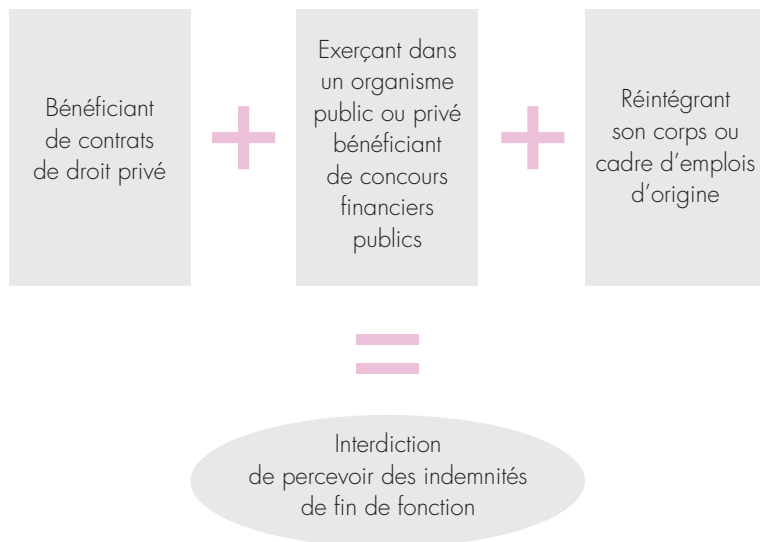 Bénéficiant
de contrats
de droit privé
+
Exerçant dans
un organisme
public ou privé
bénéficiant
de concours
financiers
publics
+
Réintégrant
son corps ou
cadre d'emplois
d'origine
=
Interdiction
de percevoir des indemnités
de fin de fonction